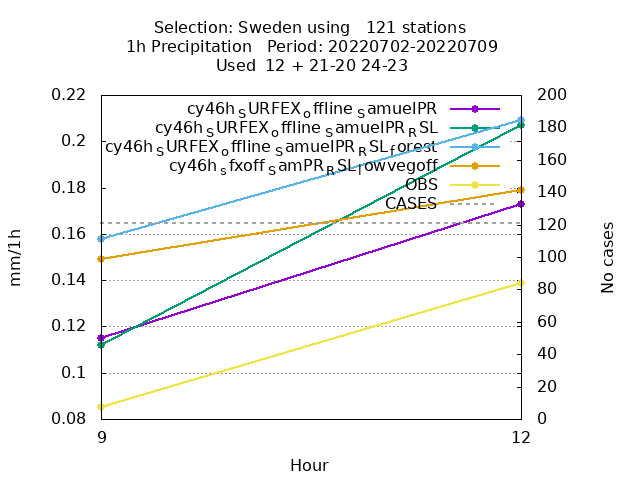 Selection: Sweden using   121 stations
1h Precipitation   Period: 20220702-20220709
Used  12 + 21-20 24-23
cy46h_SURFEX_offline_SamuelPR
cy46h_SURFEX_offline_SamuelPR_RSL
cy46h_SURFEX_offline_SamuelPR_RSL_forest
cy46h_sfxoff_SamPR_RSL_lowvegoff
OBS
CASES
0.22
0.2
0.18
0.16
0.14
0.12
0.1
0.08
200
180
160
140
120
100
80
60
40
20
0
mm/1h
No cases
9
12
Hour